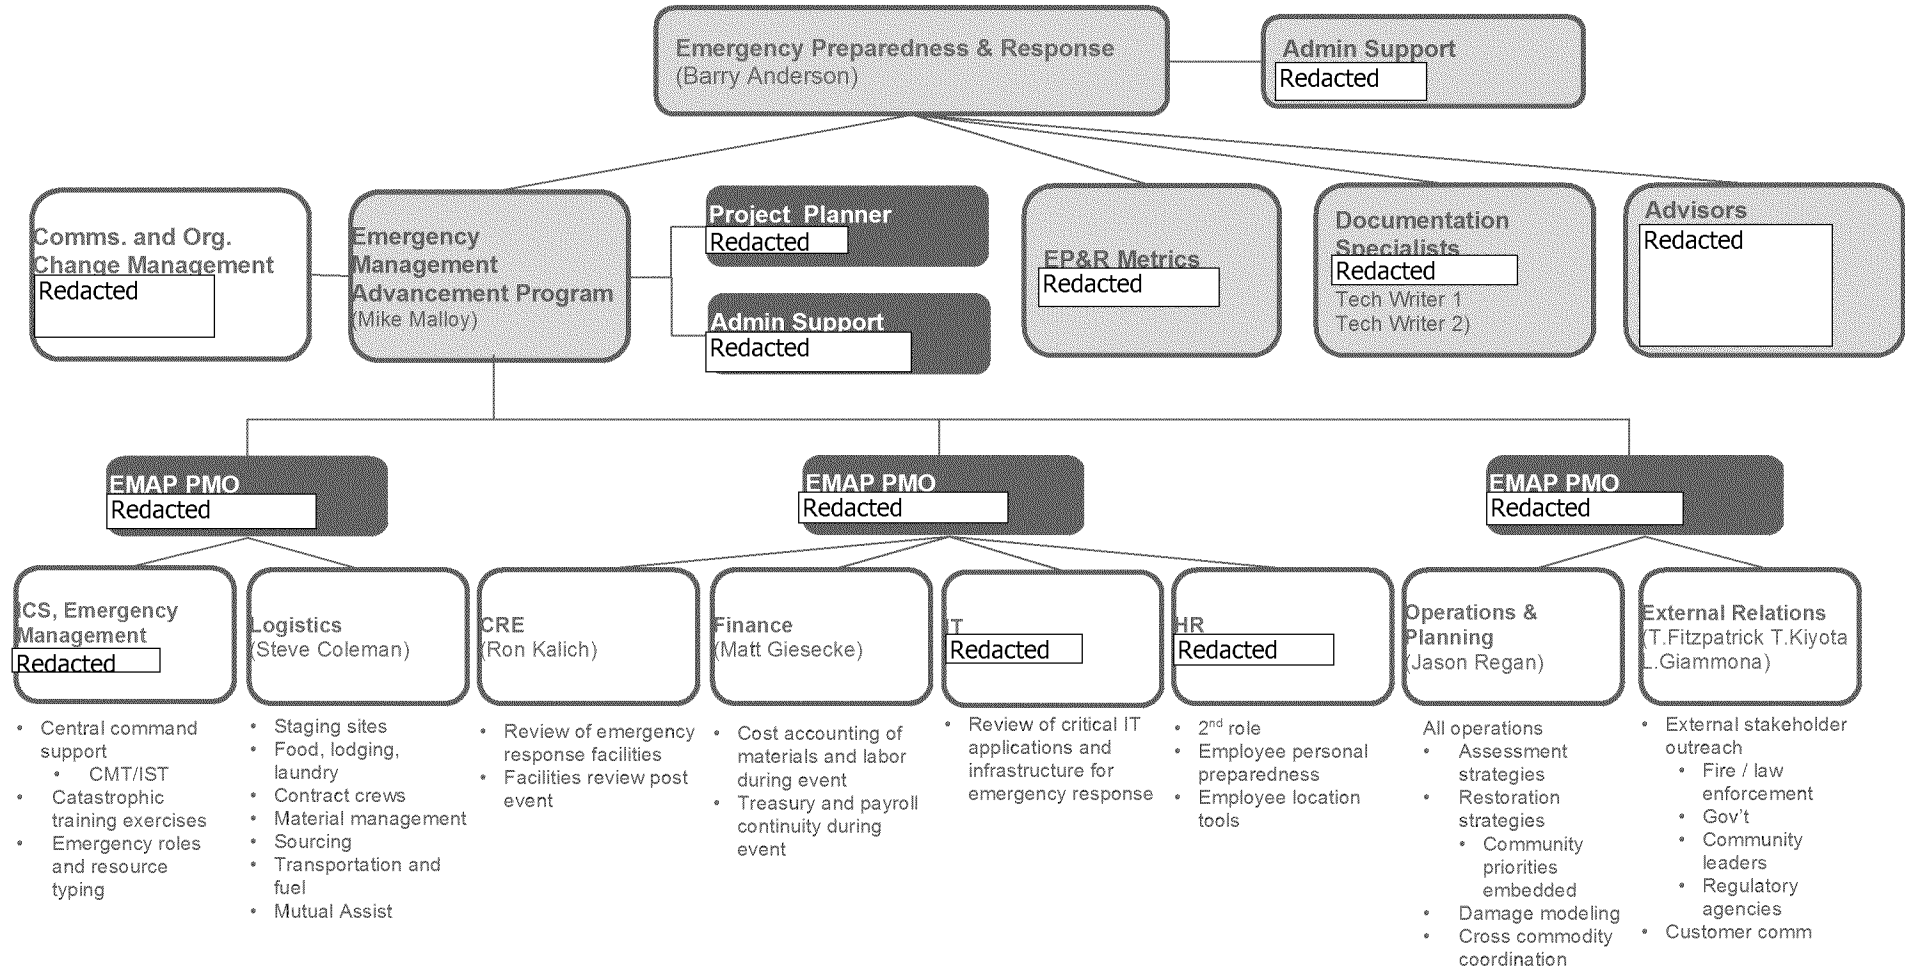 Emergency Preparedness & Response
(Barry Anderson)
Admin Support
Redacted
Comms. and Org.
Change Management
Redacted
Emergency
Management
Advancement Program
(Mike Malloy)
Project Planner
Redacted
Admin Support
Redacted
EP&R Metrics
Redacted
Documentation
Specialists
Redacted
Tech Writer 1
Tech Writer 2)
Advisors
Redacted
EMAP PMO
Redacted
EMAP PMO
Redacted
EMAP PMO
Redacted
ICS, Emergency
Management
Redacted
Logistics
(Steve Coleman)
CRE
(Ron Kalich)
Finance
(Matt Giesecke)
IT
Redacted
HR
Redacted
Operations &
Planning
(Jason Regan)
External Relations
(T.Fitzpatrick T.Kiyota
L.Giammona)
• Central command
support
• CMT/IST
• Catastrophic
training exercises
• Emergency roles
and resource
typing
• Staging sites
• Food, lodging,
laundry
• Contract crews
• Material management
• Sourcing
• Transportation and
fuel
• Mutual Assist
• Review of emergency
response facilities
• Facilities review post
event
• Cost accounting of
materials and labor
during event
• Treasury and payroll
continuity during
event
• Review of critical IT
applications and
infrastructure for
emergency response
• 2nd role
• Employee personal
preparedness
• Employee location
tools
All operations
• Assessment
strategies
• Restoration
strategies
• Community
priorities
embedded
• Damage modeling
• Cross commodity
coordination
• External stakeholder
outreach
• Fire / law
enforcement
• Gov't
• Community
leaders
• Regulatory
agencies
• Customer comm